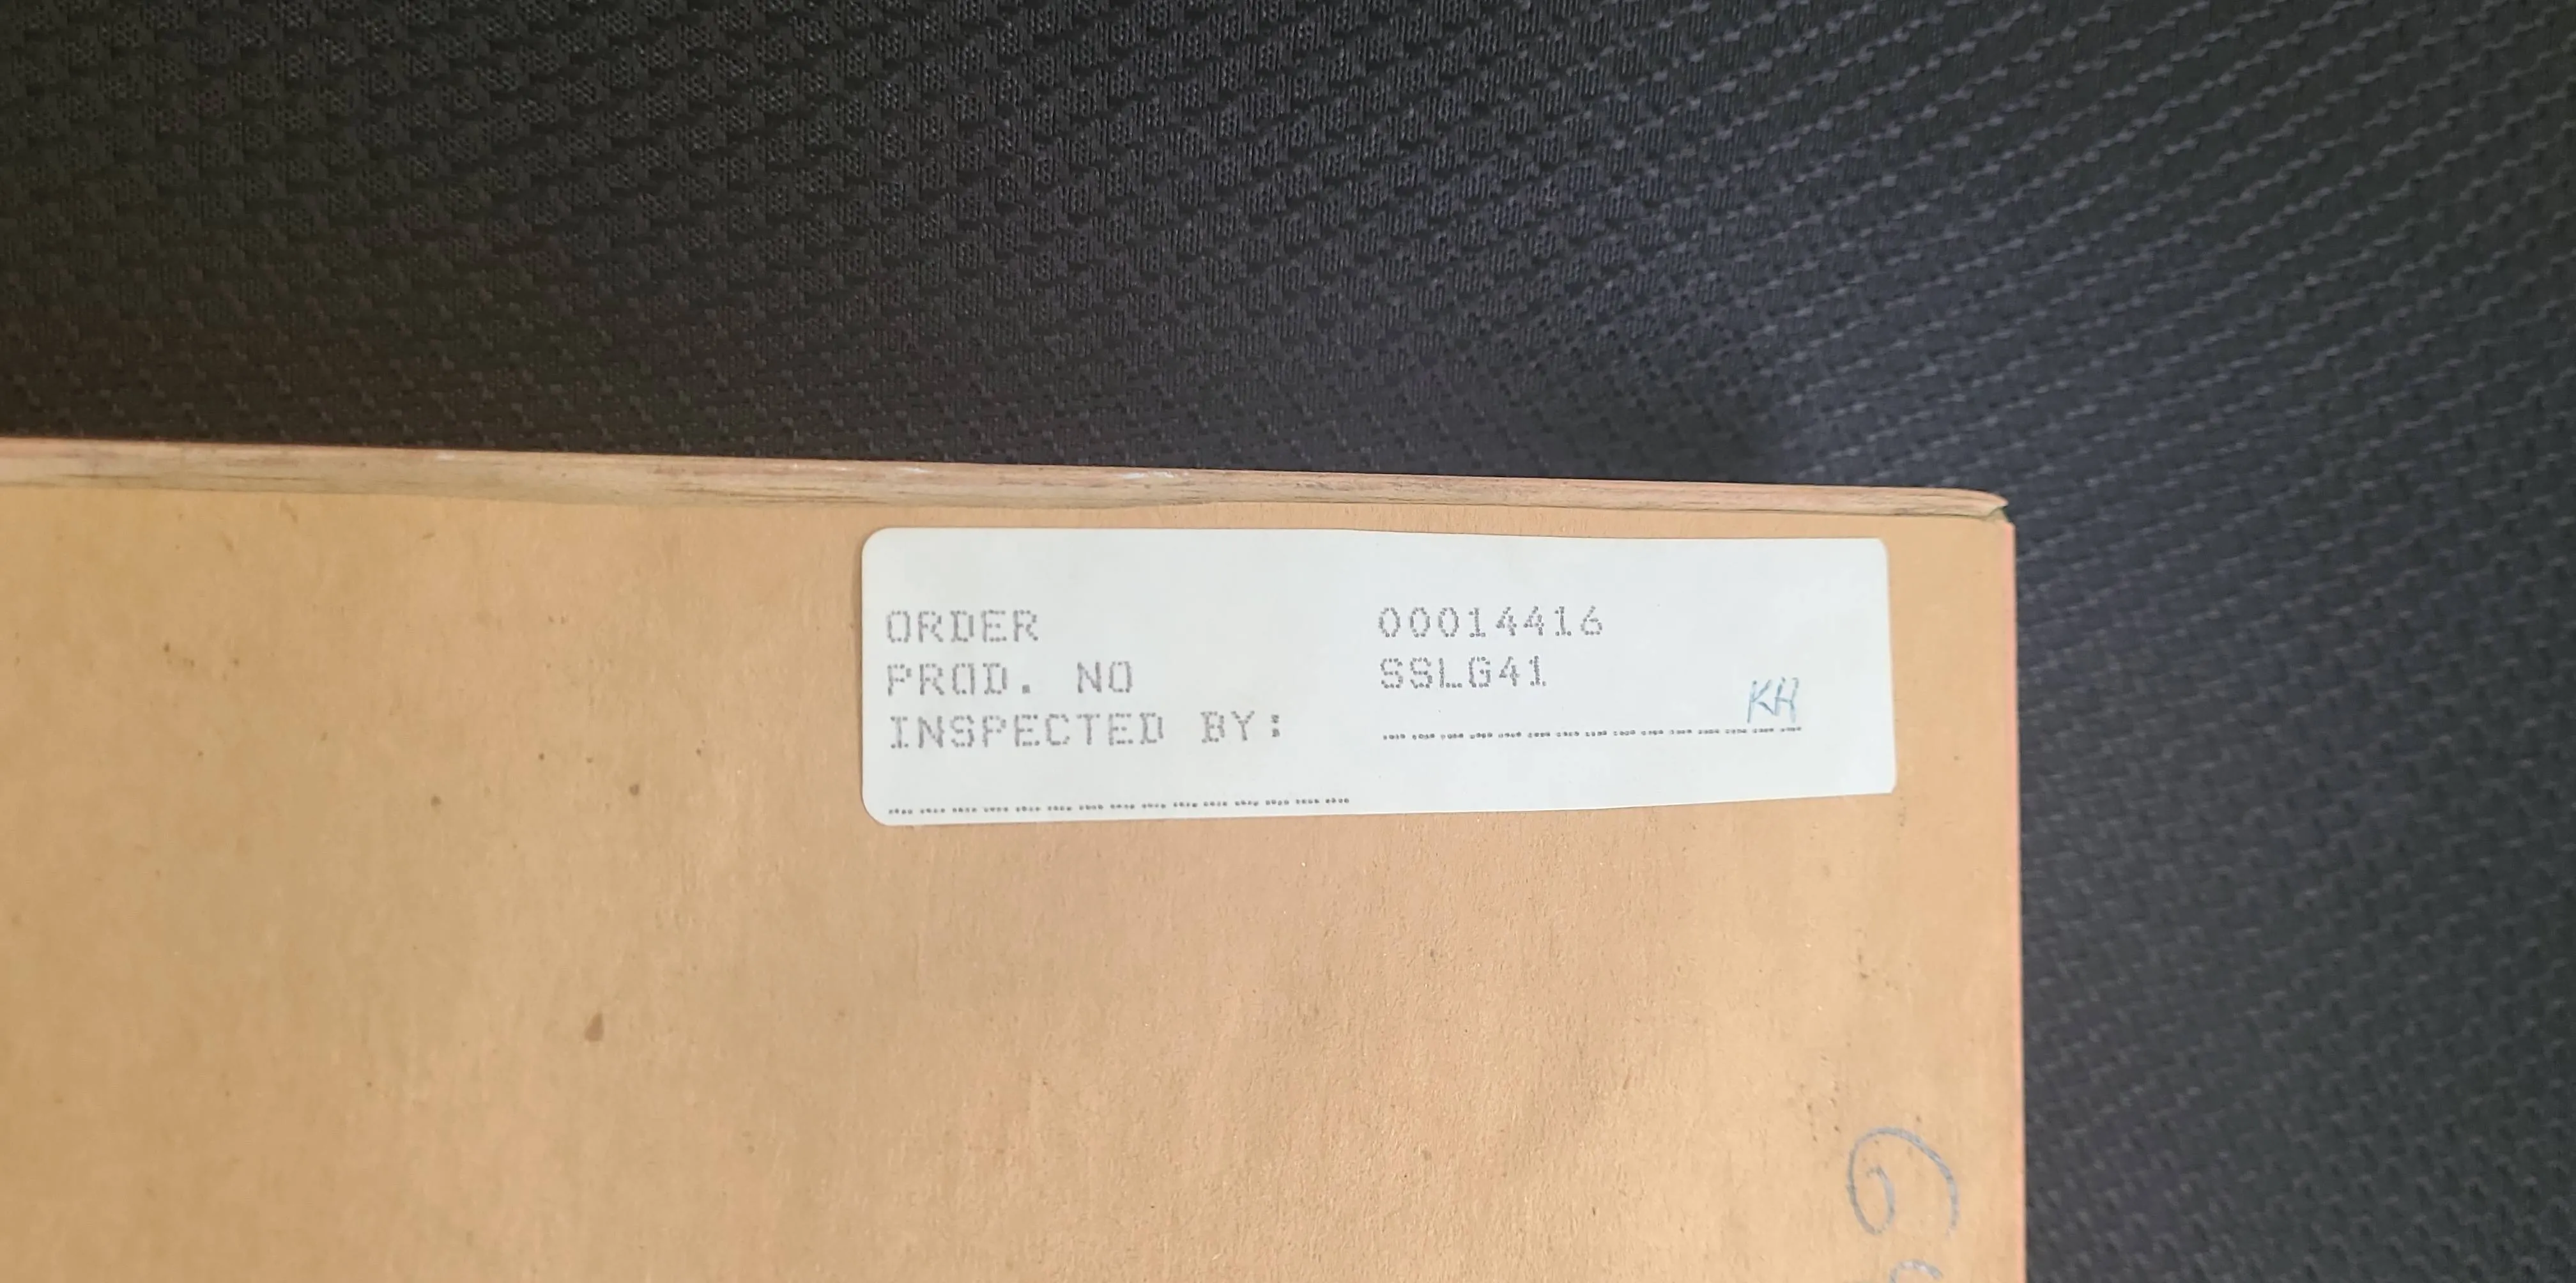 ORDER 00014416
PROD. NO SSLG41
INSPECTED BY: KH